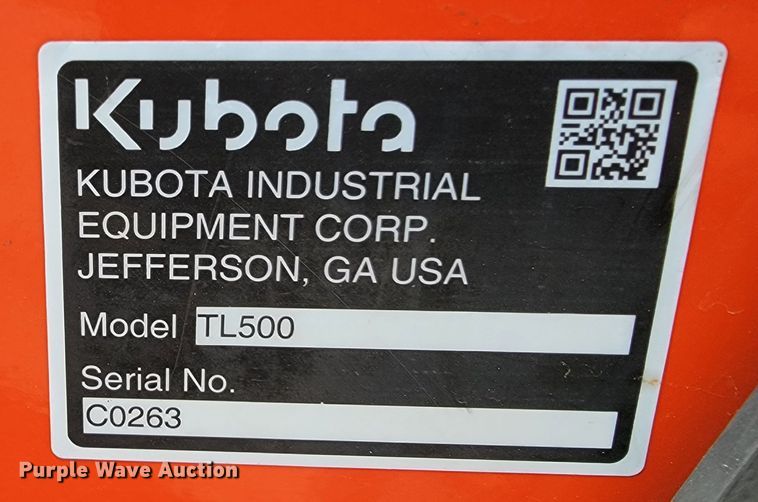 Kubota
KUBOTA INDUSTRIAL
EQUIPMENT CORP.
JEFFERSON, GA USA
Model TL500
Serial No.
C0263
Purple Wave Auction